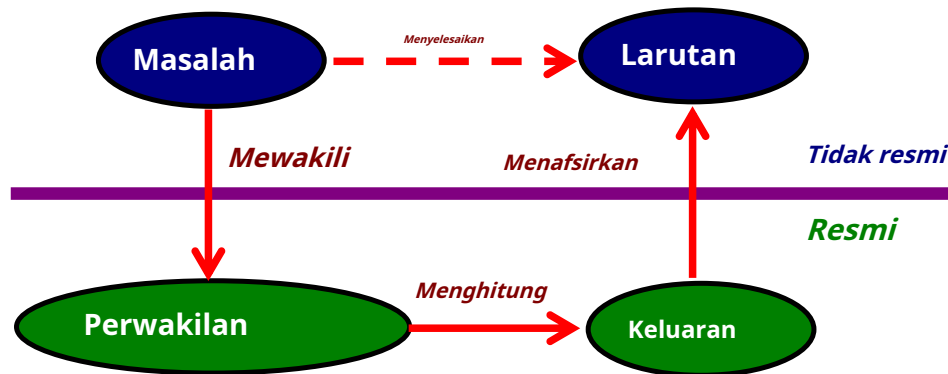 Masalah
Menyelesaikan
Larutan
Mewakili
Menafsirkan
Tidak resmi
Resmi
Perwakilan
Menghitung
Keluaran